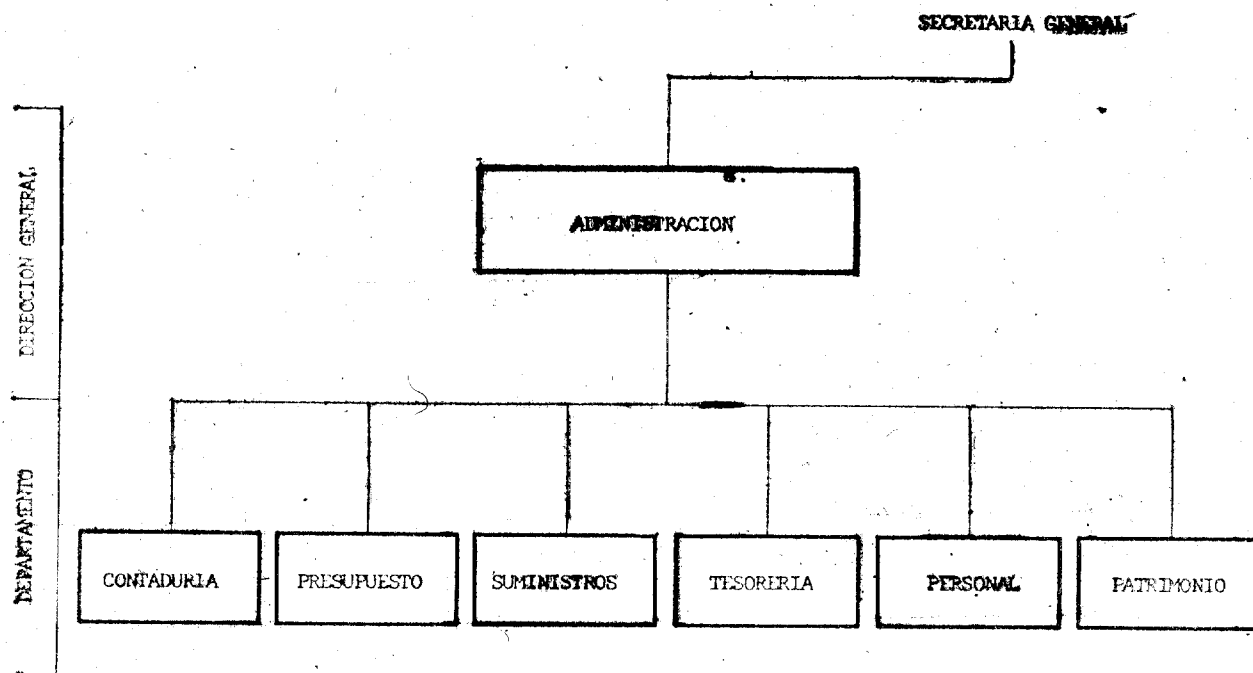 SECRETARIA GENERAL
DIRECCION GENERAL
ADMINISTRACION
DEPARTAMENTO
CONTADURIA
PRESUPUESTO
SUMINISTROS
TESORERIA
PERSONAL
PATRIMONIO